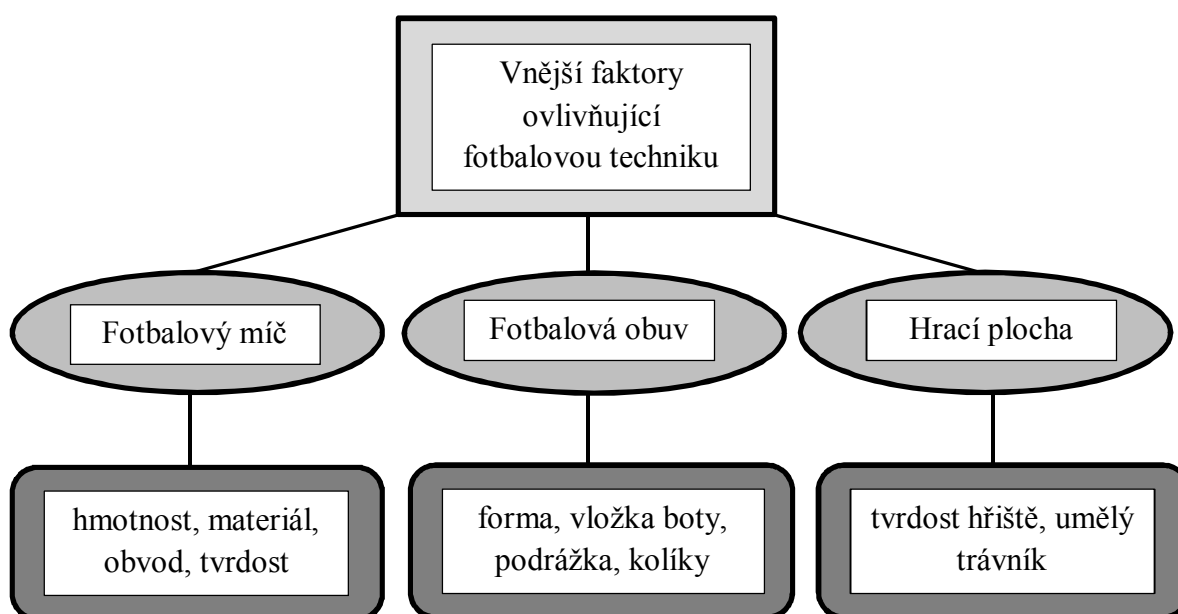 Vnější faktory
ovlivňující
fotbalovou techniku
Fotbalový míč
Fotbalová obuv
Hrací plocha
hmotnost, materiál,
obvod, tvrdost
forma, vložka boty,
podrážka, kolíky
tvrdost hřiště, umělý
trávník